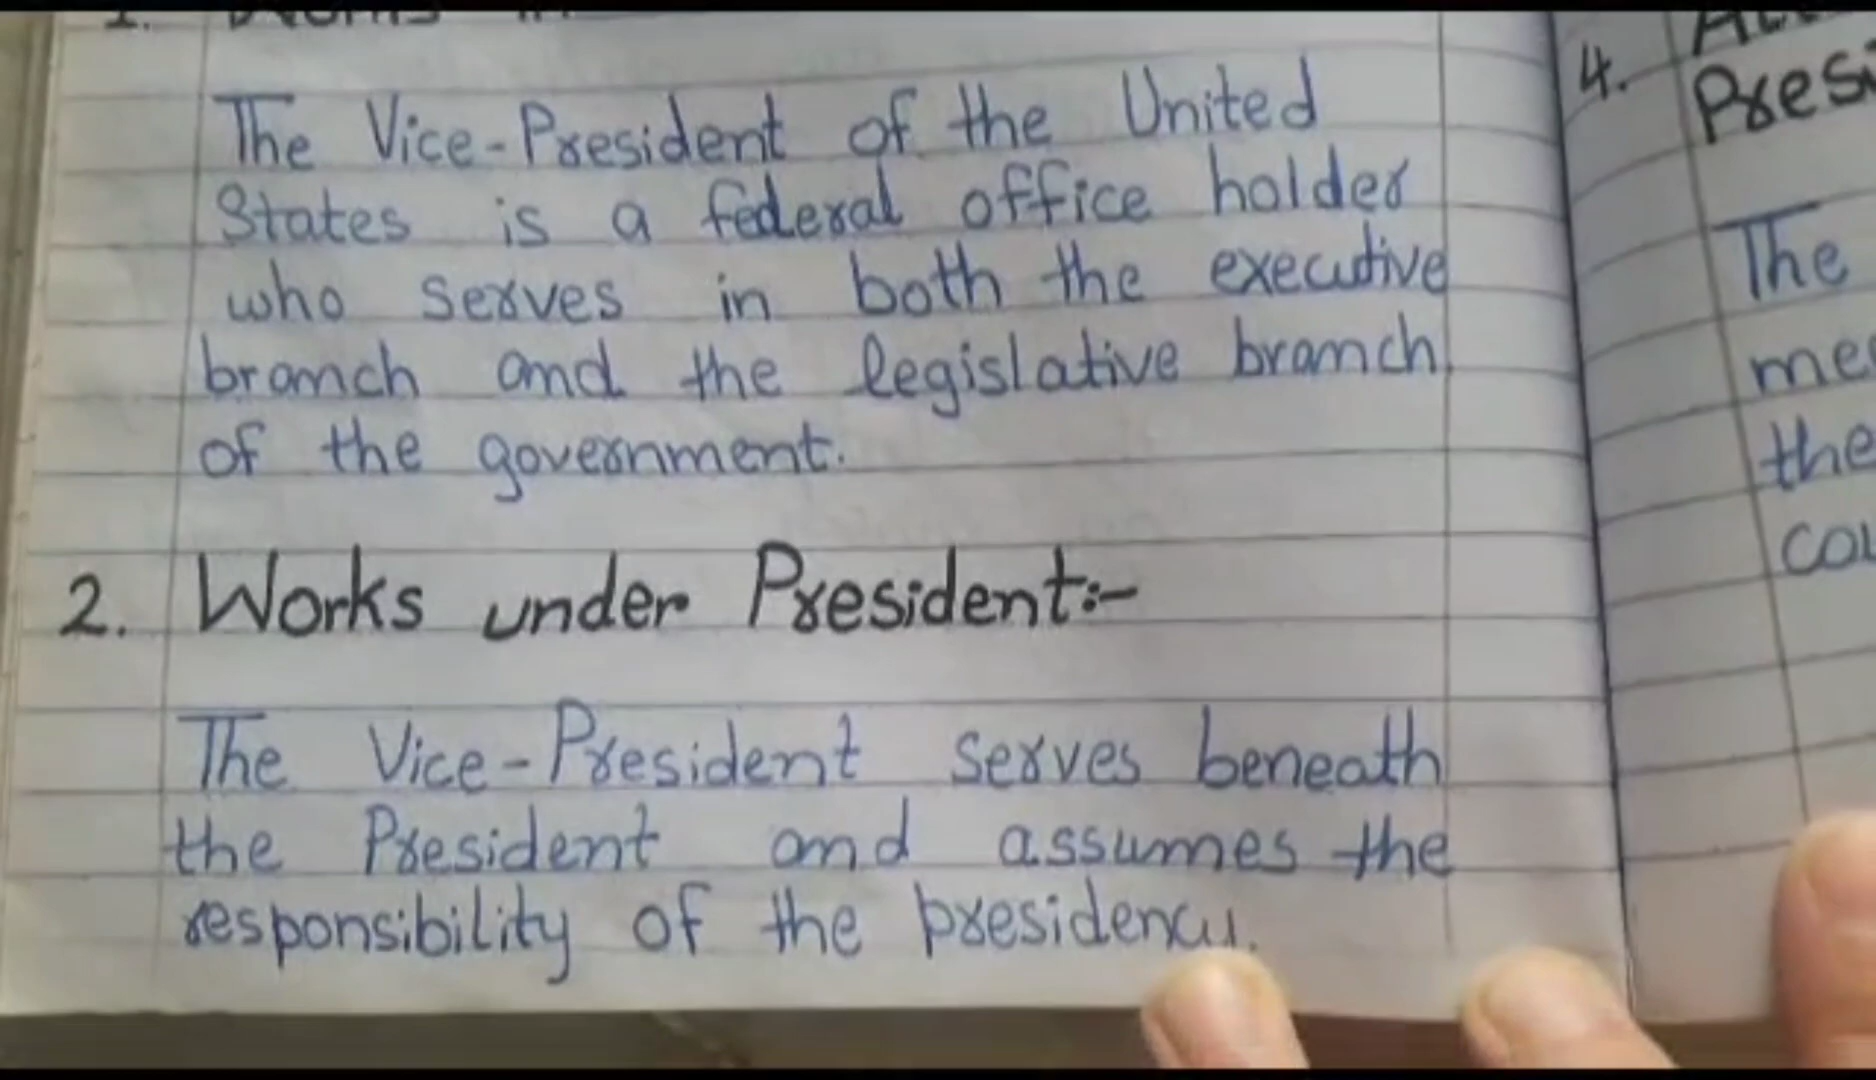 The Vice-President of the United
States is a federal office holder
who serves in both the executive
branch and the legislative branch
of the government.
2. Works under President:-
The Vice-President serves beneath
the President and assumes the
responsibility of the presidency.
4.
The
the